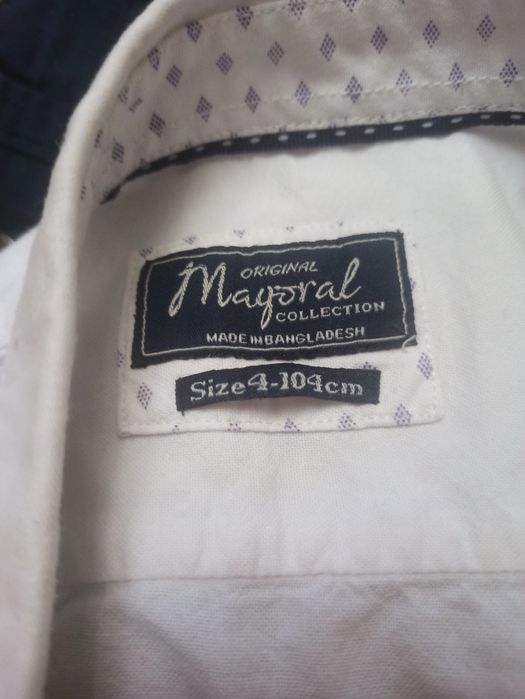 ORIGINAL
Mayoral
COLLECTION
MADE IN BANGLADESH
Size 4-104cm